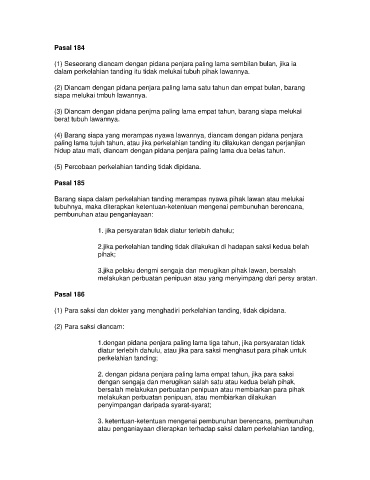 Pasal 184
(1) Seseorang diancam dengan pidana penjara paling lama sembilan bulan, jika ia
dalam perkelahian tanding itu tidak melukai tubuh pihak lawannya.
(2) Diancam dengan pidana penjara paling lama satu tahun dan empat bulan, barang
siapa melukai tmbuh lawannya.
(3) Diancam dengan pidana penjma paling lama empat tahun, barang siapa melukai
berat tubuh lawannya.
(4) Barang siapa yang merampas nyawa lawannya, diancam dengan pidana penjara
paling lama tujuh tahun, atau jika perkelahian tanding itu dilakukan dengan perjanjian
hidup atau mati, diancam dengan pidana penjara paling lama dua belas tahun.
(5) Percobaan perkelahian tanding tidak dipidana.
Pasal 185
Barang siapa dalam perkelahian tanding merampas nyawa pihak lawan atau melukai
tubuhnya, maka diterapkan ketentuan-ketentuan mengenai pembunuhan berencana,
pembunuhan atau penganiayaan:
1. jika persyaratan tidak diatur terlebih dahulu;
2.jika perkelahian tanding tidak dilakukan di hadapan saksi kedua belah
pihak;
3.jika pelaku dengmi sengaja dan merugikan pihak lawan, bersalah
melakukan perbuatan penipuan atau yang menyimpang dari persy aratan.
Pasal 186
(1) Para saksi dan dokter yang menghadiri perkelahian tanding, tidak dipidana.
(2) Para saksi diancam:
1.dengan pidana penjara paling lama tiga tahun, jika persyaratan tidak
diatur terlebih dahulu, atau jika para saksi menghasut para pihak untuk
perkelahian tanding;
2. dengan pidana penjara paling lama empat tahun, jika para saksi
dengan sengaja dan merugikan salah satu atau kedua belah pihak,
bersalah melakukan perbuatan penipuan atau membiarkan para pihak
melakukan perbuatan penipuan, atau membiarkan dilakukan
penyimpangan daripada syarat-syarat;
3. ketentuan-ketentuan mengenai pembunuhan berencana, pembunuhan
atau penganiayaan diterapkan terhadap saksi dalam perkelahian tanding,